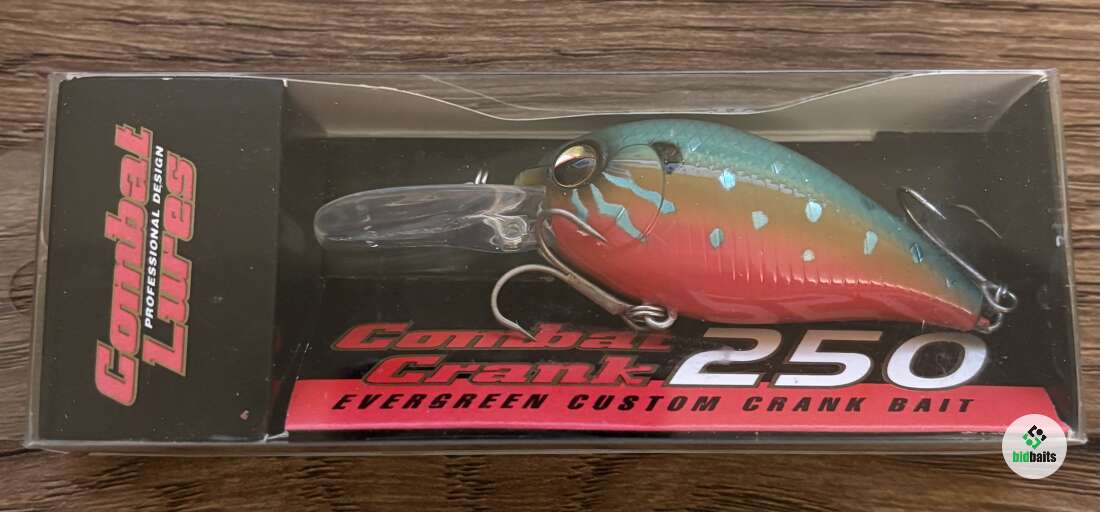 Combat
PROFESSIONAL DESIGN
Lures
Combat
Crank 250
EVERGREEN CUSTOM CRANK BAIT
bidbaits